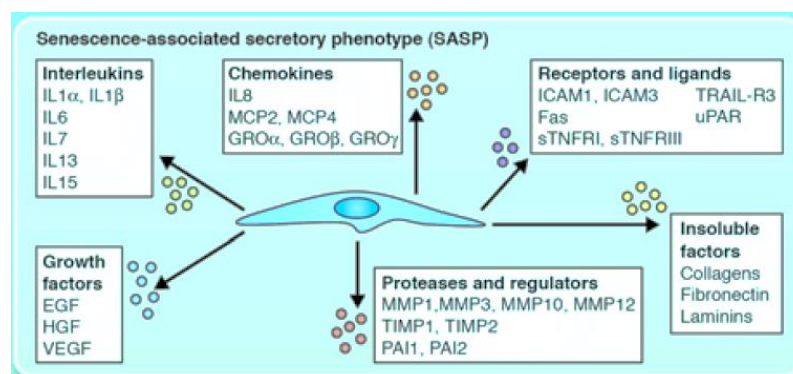 Senescence-associated secretory phenotype (SASP)
Interleukins
IL1α, IL1β
IL6
IL7
IL13
IL15
Chemokines
IL8
MCP2, MCP4
GROα, GROβ, GROγ
Receptors and ligands
ICAM1, ICAM3 TRAIL-R3
Fas uPAR
sTNFRI, sTNFRIII
Growth
factors
EGF
HGF
VEGF
Proteases and regulators
MMP1,MMP3, MMP10, MMP12
TIMP1, TIMP2
PAI1, PAI2
Insoluble
factors
Collagens
Fibronectin
Laminins